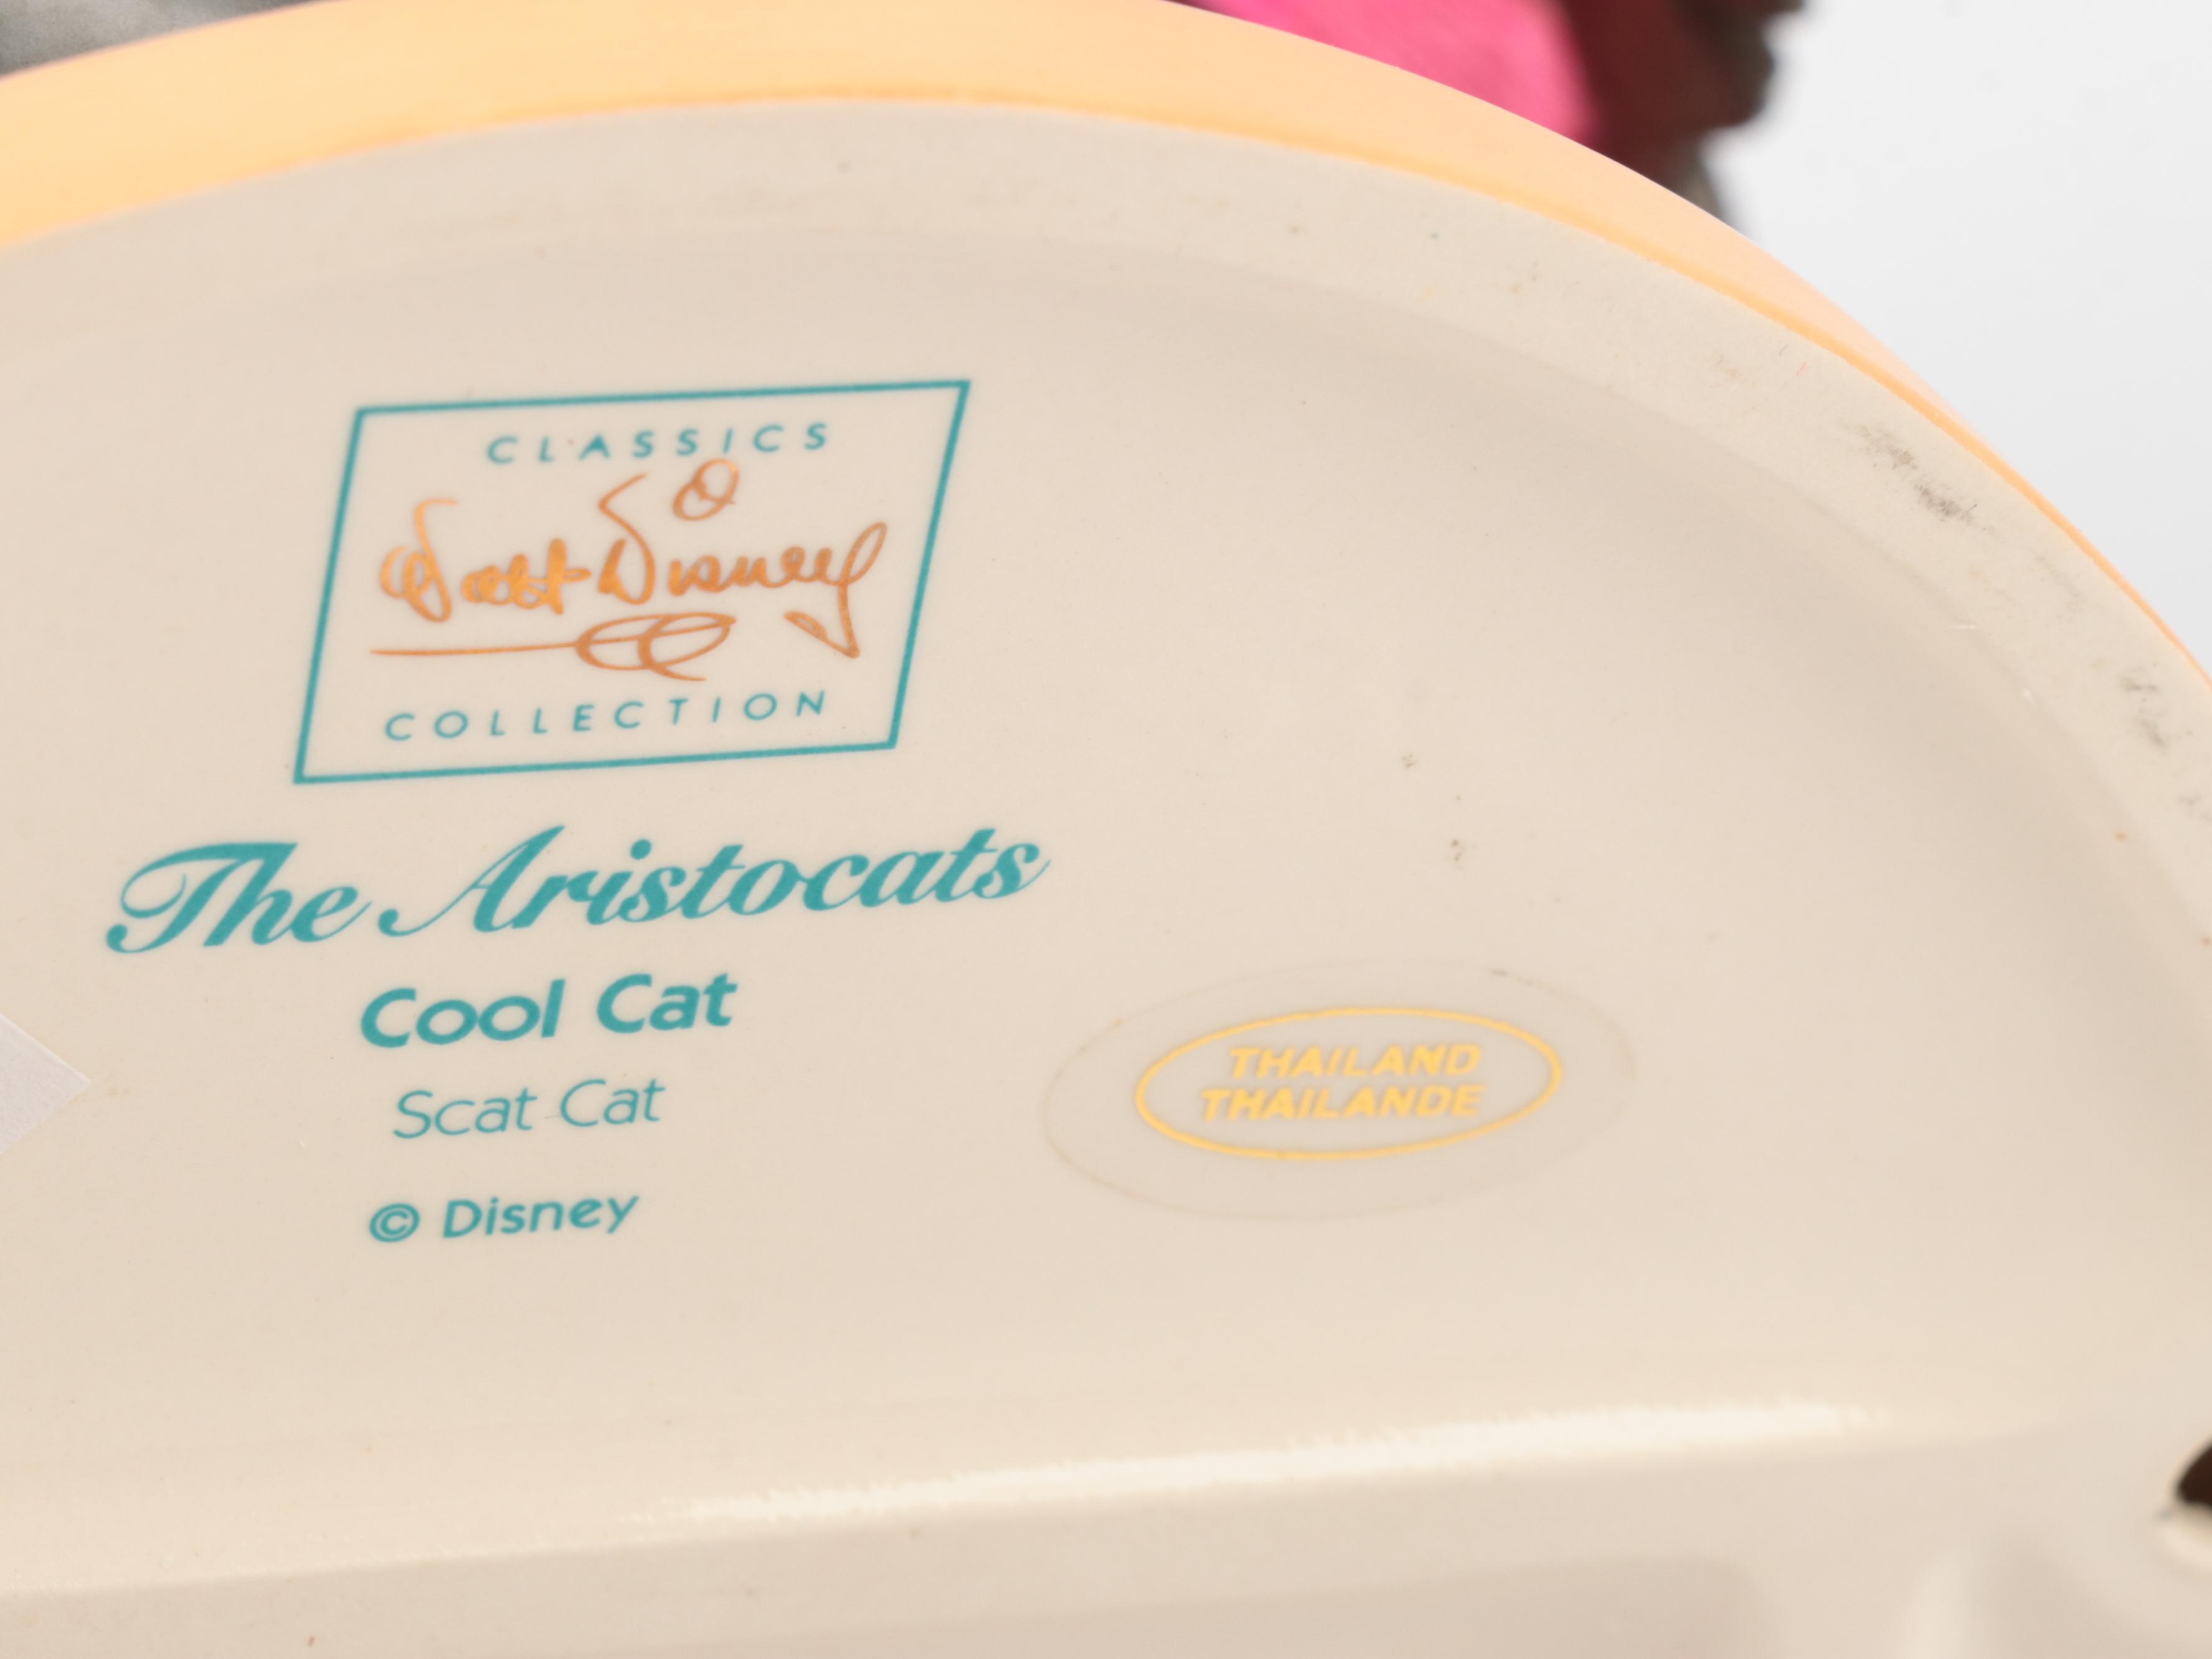 CLASSICS
Walt Disney
COLLECTION
The Aristocats
Cool Cat
Scat Cat
© Disney
THAILAND
THAILANDE